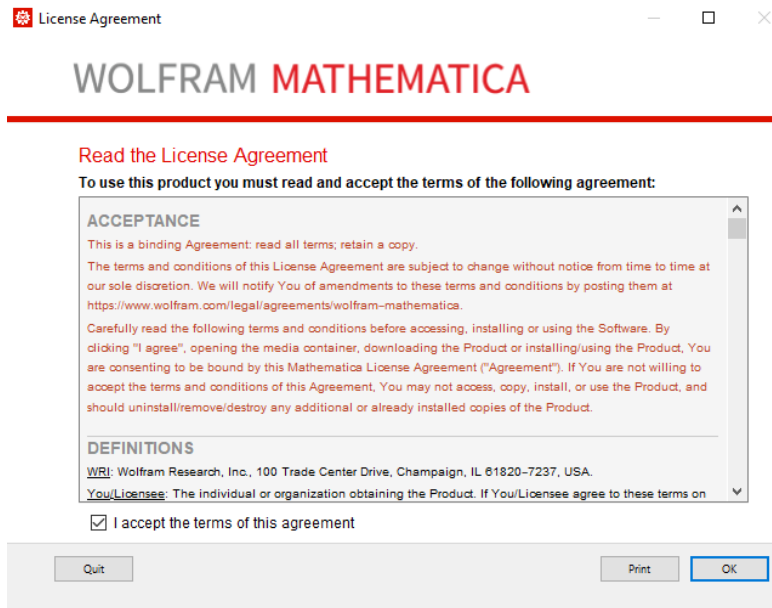 License Agreement
WOLFRAM MATHEMATICA
Read the License Agreement
To use this product you must read and accept the terms of the following agreement:
ACCEPTANCE
This is a binding Agreement: read all terms; retain a copy.
The terms and conditions of this License Agreement are subject to change without notice from time to time at
our sole discretion. We will notify You of amendments to these terms and conditions by posting them at
https://www.wolfram.com/legal/agreements/wolfram-mathematica.
Carefully read the following terms and conditions before accessing, installing or using the Software. By
clicking "I agree", opening the media container, downloading the Product or installing/using the Product, You
are consenting to be bound by this Mathematica License Agreement ("Agreement"). If You are not willing to
accept the terms and conditions of this Agreement, You may not access, copy, install, or use the Product, and
should uninstall/remove/destroy any additional or already installed copies of the Product.
DEFINITIONS
WRI: Wolfram Research, Inc., 100 Trade Center Drive, Champaign, IL 61820-7237, USA.
You/Licensee: The individual or organization obtaining the Product. If You/Licensee agree to these terms on
I accept the terms of this agreement
Quit
Print
OK